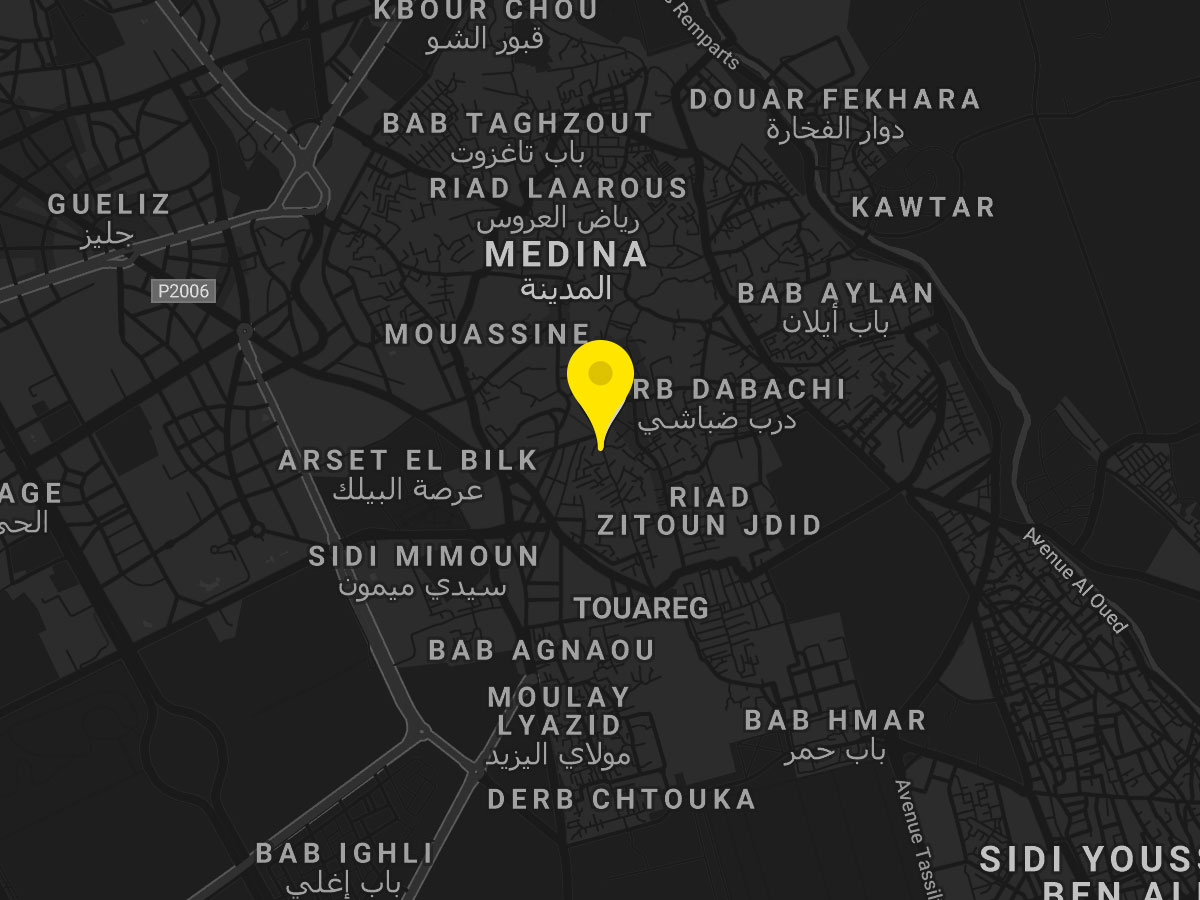 KBOUR CHOU
قبور الشو
Remparts
DOUAR FEKHARA
دوار الفخارة
BAB TAGHZOUT
باب تاغزوت
RIAD LAAROUS
رياض العروس
GUELIZ
جليز
KAWTAR
MEDINA
المدينة
P2006
BAB AYLAN
باب أيلان
MOUASSINE
RB DABACHI
درب ضباشي
ARSET EL BILK
عرصة البيلك
AGE
الحي
RIAD
ZITOUN JDID
SIDI MIMOUN
سيدي ميمون
Avenue Al Oued
TOUAREG
BAB AGNAOU
MOULAY
LYAZID
مولاي اليزيد
BAB HMAR
باب حمر
DERB CHTOUKA
Avenue Tassil
BAB IGHLI
باب إغلي
SIDI YOUSS
BEN AL